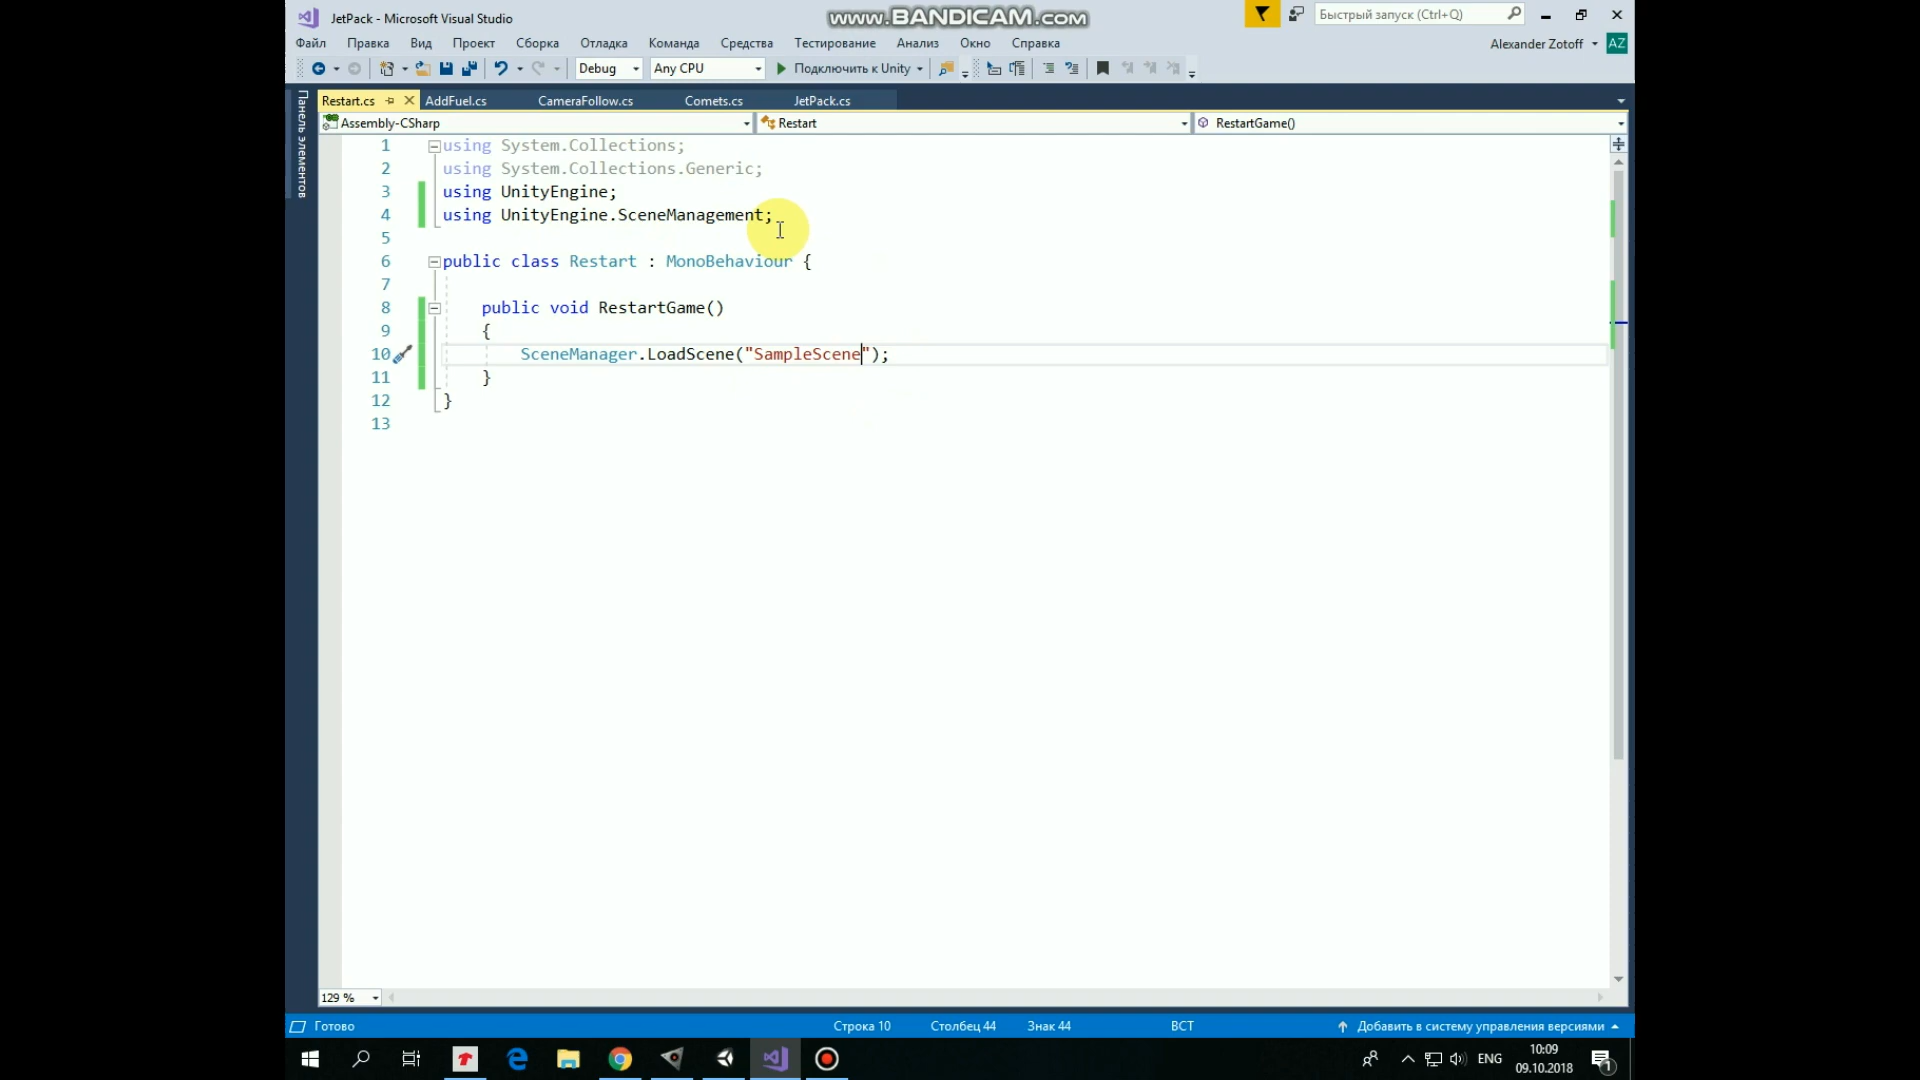 JetPack - Microsoft Visual Studio
www.BANDICAM.com
Быстрый запуск (Ctrl+Q)
Файл Правка Вид Проект Сборка Отладка Команда Средства Тестирование Анализ Окно Справка
Alexander Zotoff AZ
Debug Any CPU Подключить к Unity
Панель элементов
Restart.cs AddFuel.cs CameraFollow.cs Comets.cs JetPack.cs
Assembly-CSharp Restart RestartGame()
1 using System.Collections;
2 using System.Collections.Generic;
3 using UnityEngine;
4 using UnityEngine.SceneManagement;
5
6 public class Restart : MonoBehaviour {
7
8 public void RestartGame()
9 {
10 SceneManager.LoadScene("SampleScene");
11 }
12 }
13
129 %
Готово Строка 10 Столбец 44 Знак 44 ВСТ Добавить в систему управления версиями
ENG
10:09
09.10.2018
1